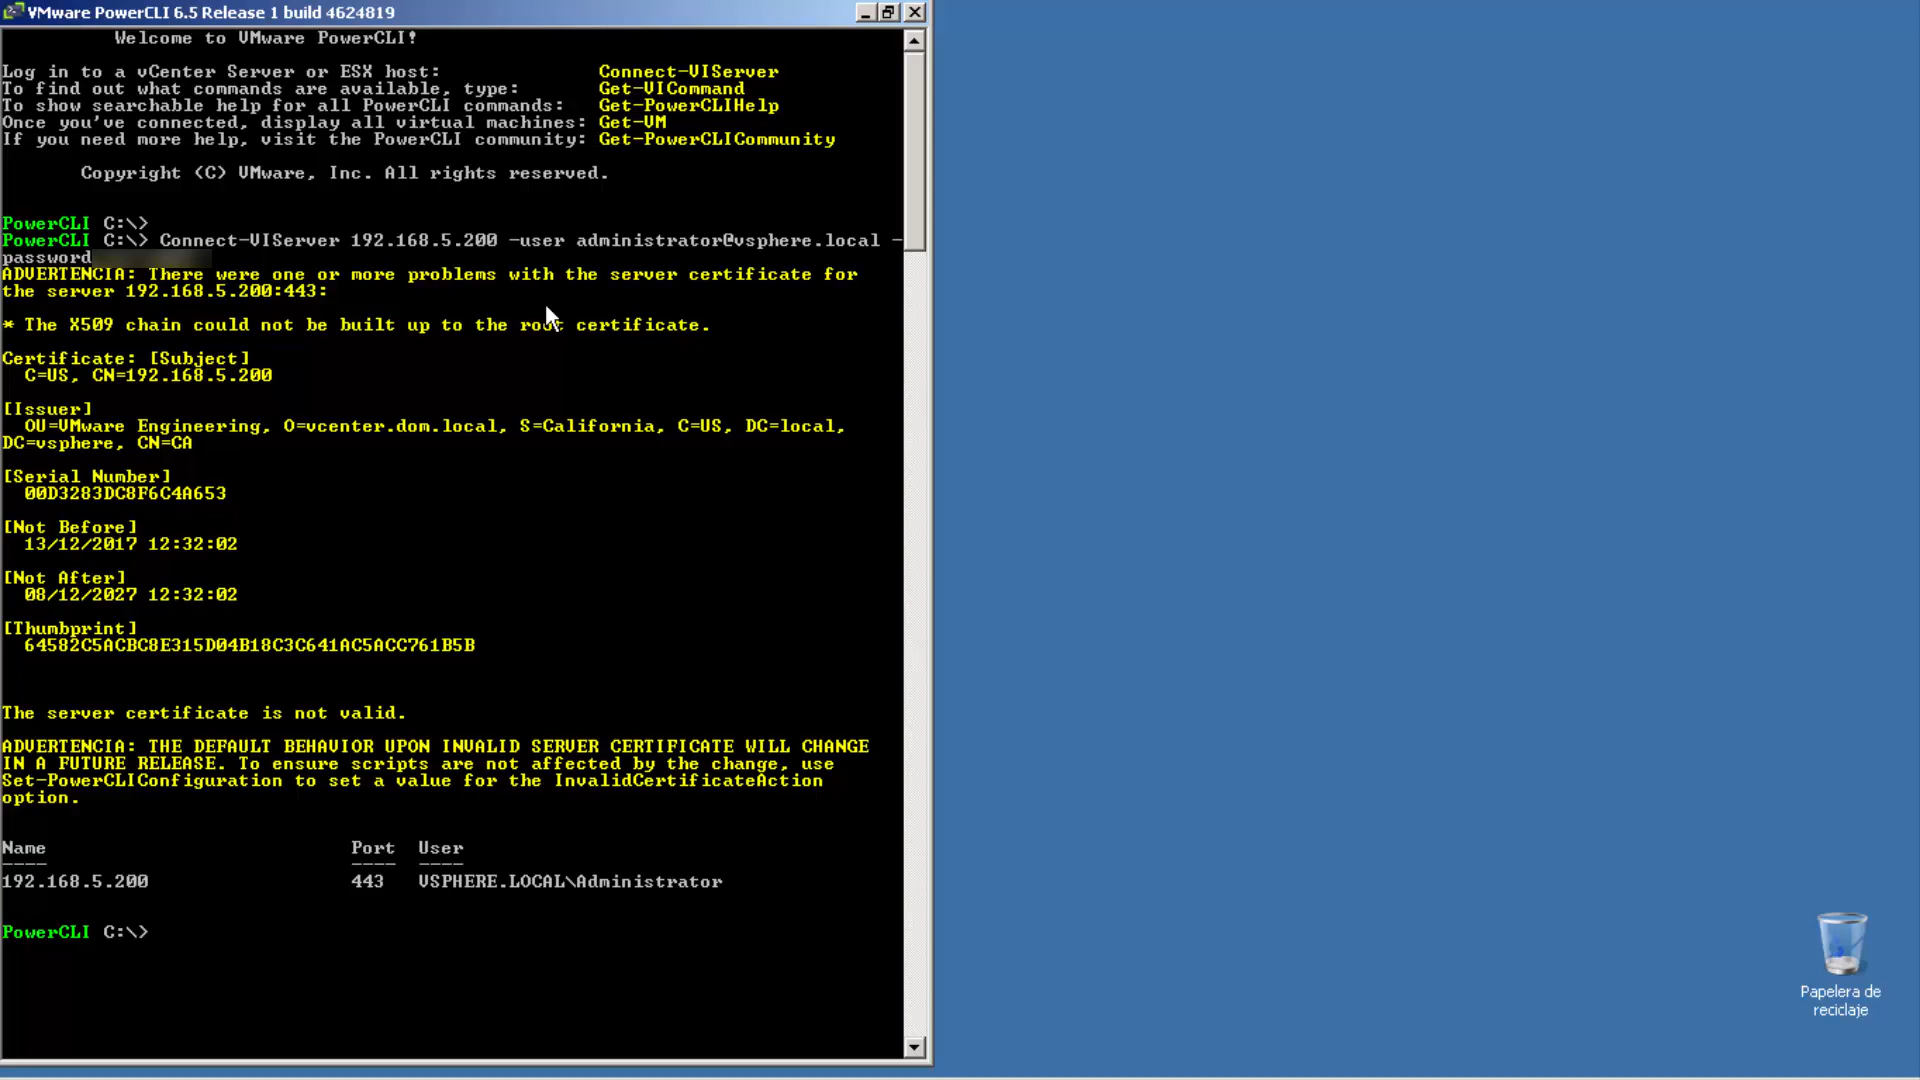 VMware PowerCLI 6.5 Release 1 build 4624819
Welcome to VMware PowerCLI!
Log in to a vCenter Server or ESX host: Connect-VIServer
To find out what commands are available, type: Get-VICommand
To show searchable help for all PowerCLI commands: Get-PowerCLIHelp
Once you've connected, display all virtual machines: Get-VM
If you need more help, visit the PowerCLI community: Get-PowerCLICommunity
Copyright (C) VMware, Inc. All rights reserved.
PowerCLI C:\>
PowerCLI C:\> Connect-VIServer 192.168.5.200 -user administrator@vsphere.local -
password
ADVERTENCIA: There were one or more problems with the server certificate for
the server 192.168.5.200:443:
* The X509 chain could not be built up to the root certificate.
Certificate: [Subject]
C=US, CN=192.168.5.200
[Issuer]
OU=VMware Engineering, O=vcenter.dom.local, S=California, C=US, DC=local,
DC=vsphere, CN=CA
[Serial Number]
00D3283DC8F6C4A653
[Not Before]
13/12/2017 12:32:02
[Not After]
08/12/2027 12:32:02
[Thumbprint]
64582C5ACBC8E315D04B18C3C641AC5ACC761B5B
The server certificate is not valid.
ADVERTENCIA: THE DEFAULT BEHAVIOR UPON INVALID SERVER CERTIFICATE WILL CHANGE
IN A FUTURE RELEASE. To ensure scripts are not affected by the change, use
Set-PowerCLIConfiguration to set a value for the InvalidCertificateAction
option.
Name Port User
---- ---- ----
192.168.5.200 443 VSPHERE.LOCAL\Administrator
PowerCLI C:\>
Papelera de
reciclaje